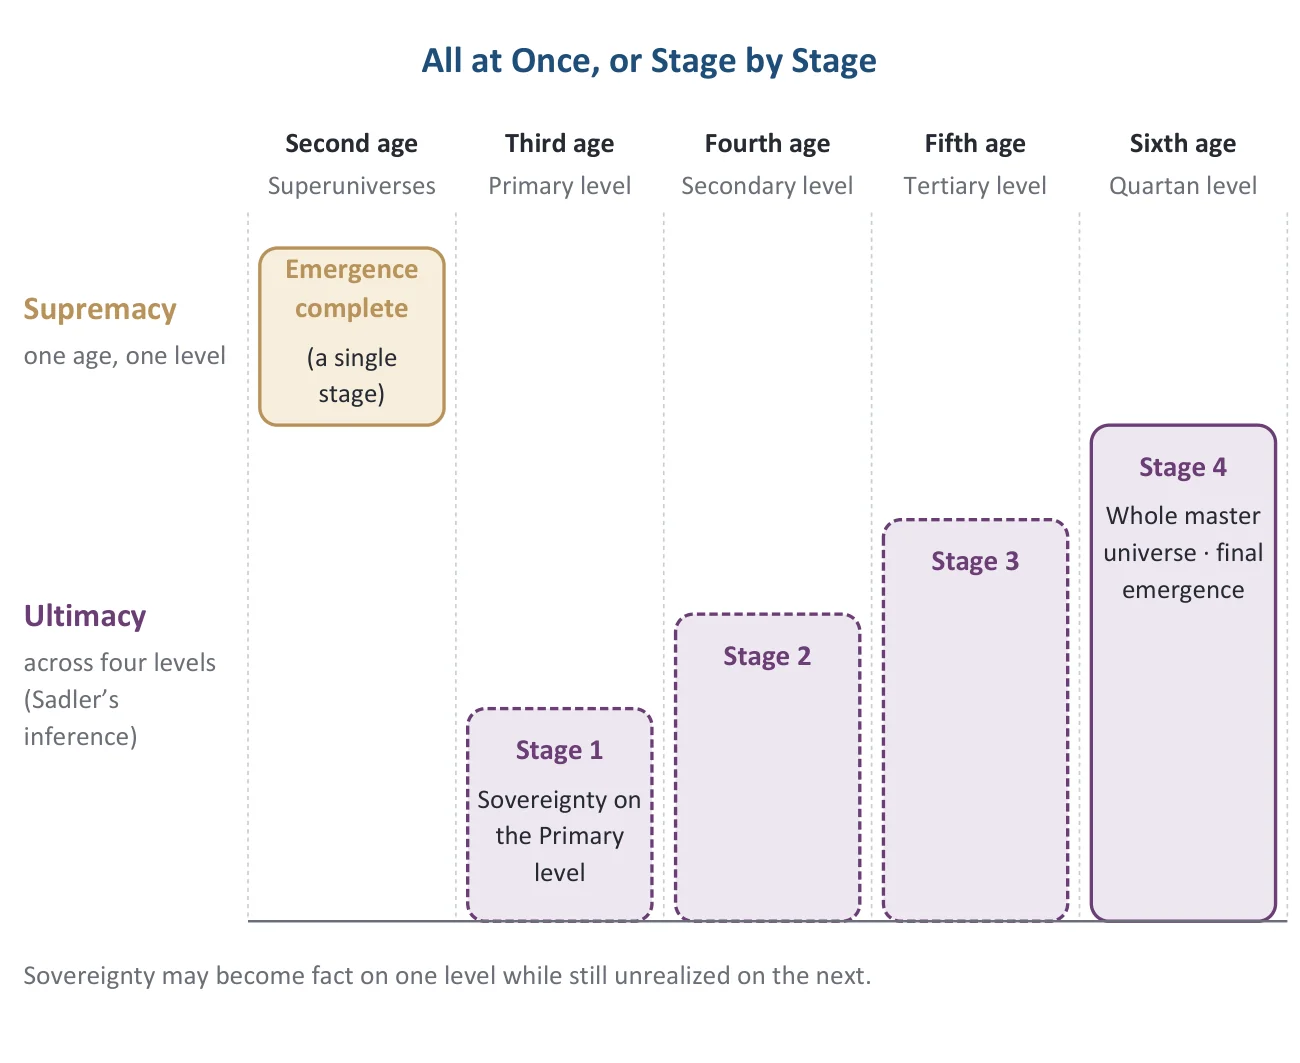 All at Once, or Stage by Stage
Second age
Superuniverses
Third age
Primary level
Fourth age
Secondary level
Fifth age
Tertiary level
Sixth age
Quartan level
Supremacy
one age, one level
Emergence
complete
(a single
stage)
Ultimacy
across four levels
(Sadler’s
inference)
Stage 1
Sovereignty on
the Primary
level
Stage 2
Stage 3
Stage 4
Whole master
universe · final
emergence
Sovereignty may become fact on one level while still unrealized on the next.